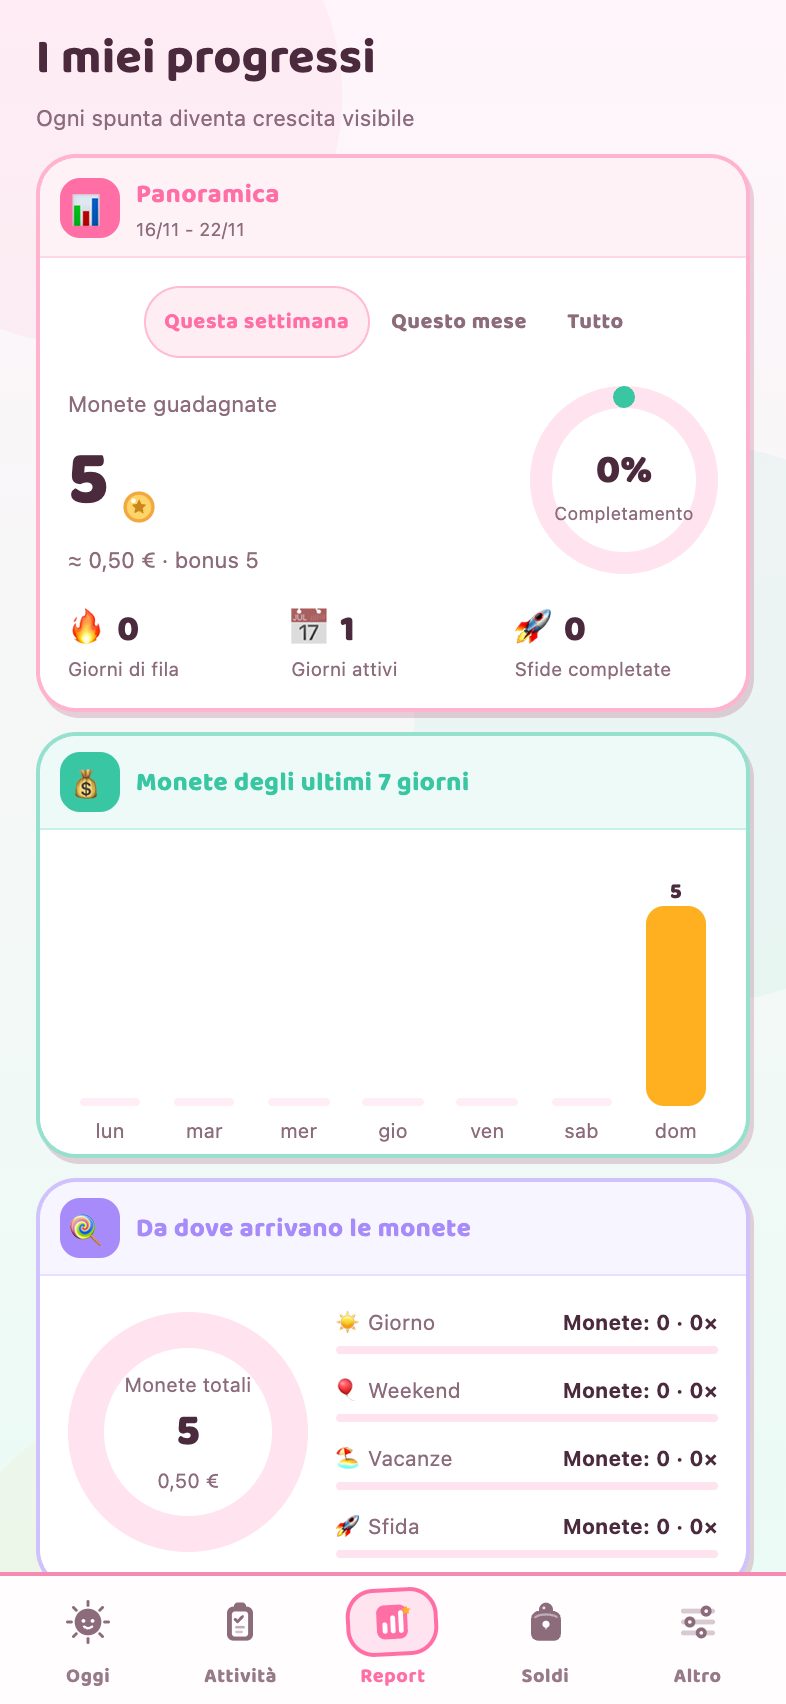 I miei progressi
Ogni spunta diventa crescita visibile
Panoramica
16/11 - 22/11
Questa settimana
Questo mese
Tutto
Monete guadagnate
5
≈ 0,50 € · bonus 5
0%
Completamento
0
Giorni di fila
JUL
17
1
Giorni attivi
0
Sfide completate
Monete degli ultimi 7 giorni
5
lun mar mer gio ven sab dom
Da dove arrivano le monete
Monete totali
5
0,50 €
Giorno Monete: 0 · 0×
Weekend Monete: 0 · 0×
Vacanze Monete: 0 · 0×
Sfida Monete: 0 · 0×
Oggi Attività Report Soldi Altro